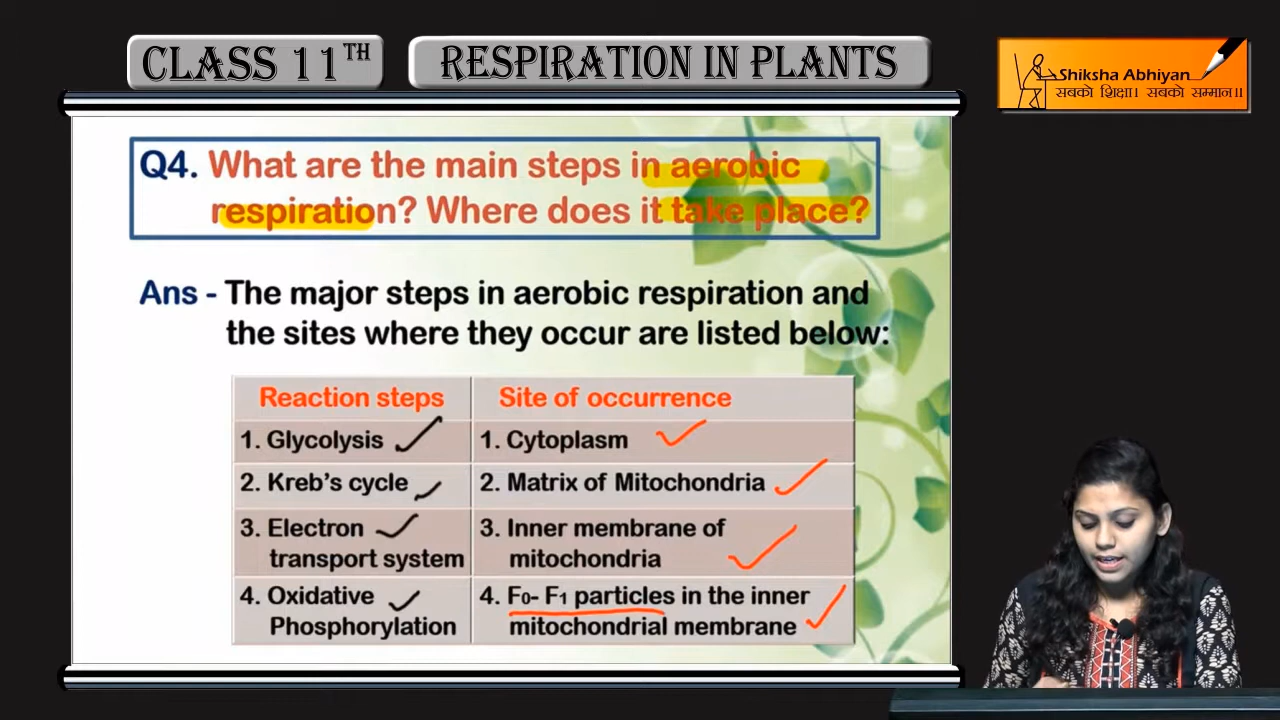 CLASS 11TH
RESPIRATION IN PLANTS
Shiksha Abhiyan
सबको शिक्षा। सबको सम्मान॥
Q4. What are the main steps in aerobic
respiration? Where does it take place?
Ans - The major steps in aerobic respiration and
the sites where they occur are listed below:
Reaction steps
Site of occurrence
1. Glycolysis
1. Cytoplasm
2. Kreb's cycle
2. Matrix of Mitochondria
3. Electron
transport system
3. Inner membrane of
mitochondria
4. Oxidative
Phosphorylation
4. F0- F1 particles in the inner
mitochondrial membrane